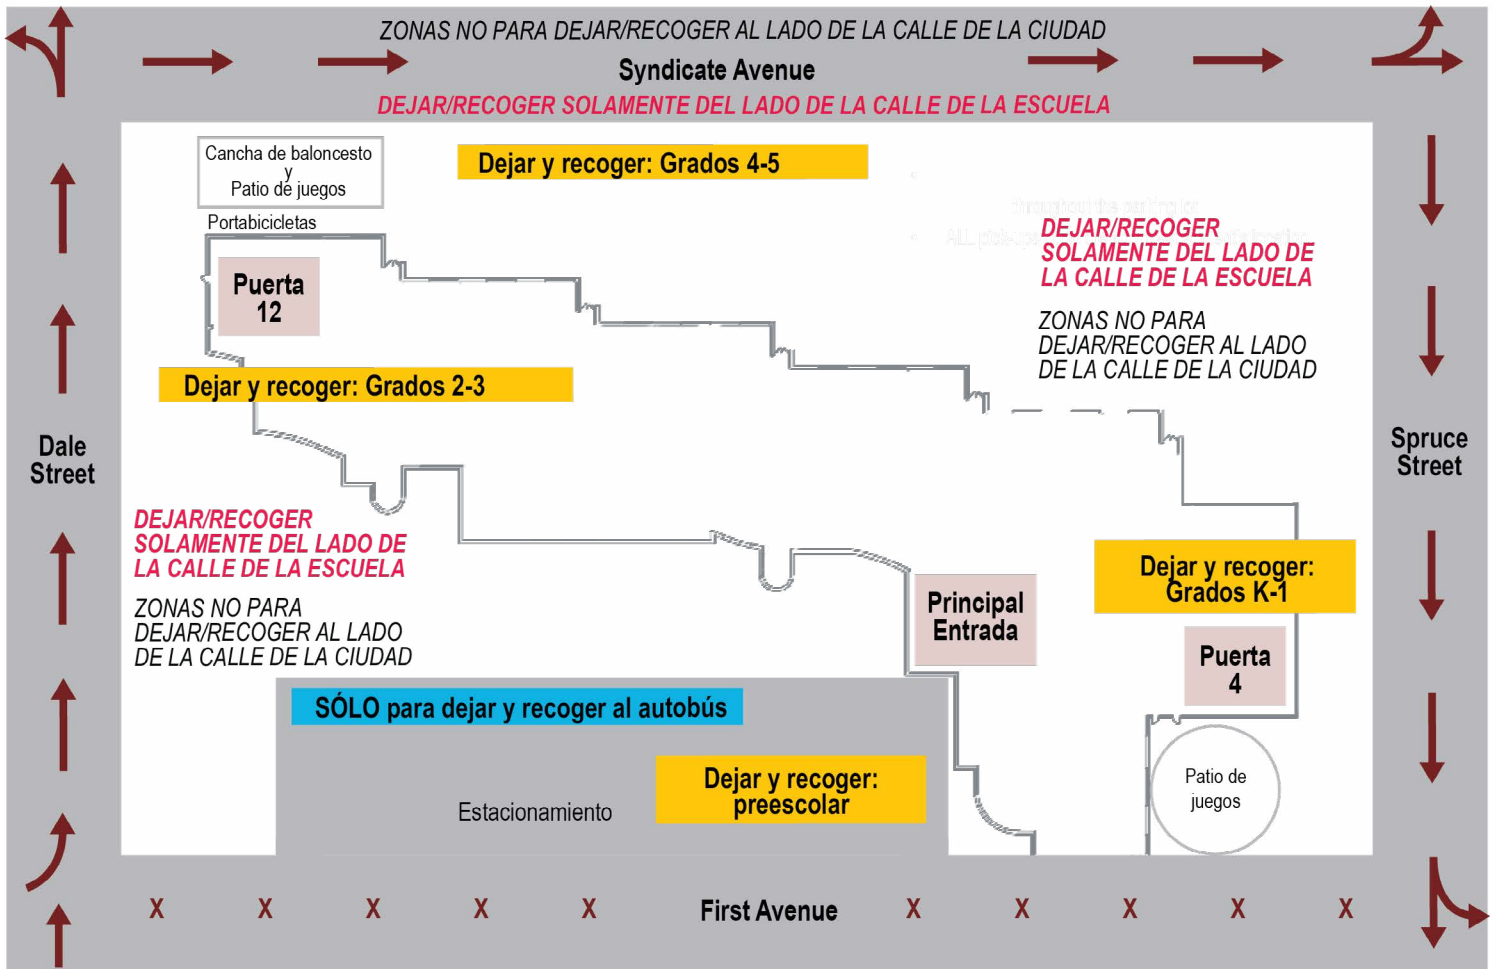 ZONAS NO PARA DEJAR/RECOGER AL LADO DE LA CALLE DE LA CIUDAD
Syndicate Avenue
DEJAR/RECOGER SOLAMENTE DEL LADO DE LA CALLE DE LA ESCUELA
Cancha de baloncesto
y
Patio de juegos
Portabicicletas
Dejar y recoger: Grados 4-5
DEJAR/RECOGER
SOLAMENTE DEL LADO DE
LA CALLE DE LA ESCUELA
ZONAS NO PARA
DEJAR/RECOGER AL LADO
DE LA CALLE DE LA CIUDAD
Puerta
12
Dejar y recoger: Grados 2-3
Dale
Street
Spruce
Street
DEJAR/RECOGER
SOLAMENTE DEL LADO DE
LA CALLE DE LA ESCUELA
ZONAS NO PARA
DEJAR/RECOGER AL LADO
DE LA CALLE DE LA CIUDAD
Dejar y recoger:
Grados K-1
Principal
Entrada
Puerta
4
SÓLO para dejar y recoger al autobús
Dejar y recoger:
preescolar
Estacionamiento
Patio de
juegos
X X X X X First Avenue X X X X X